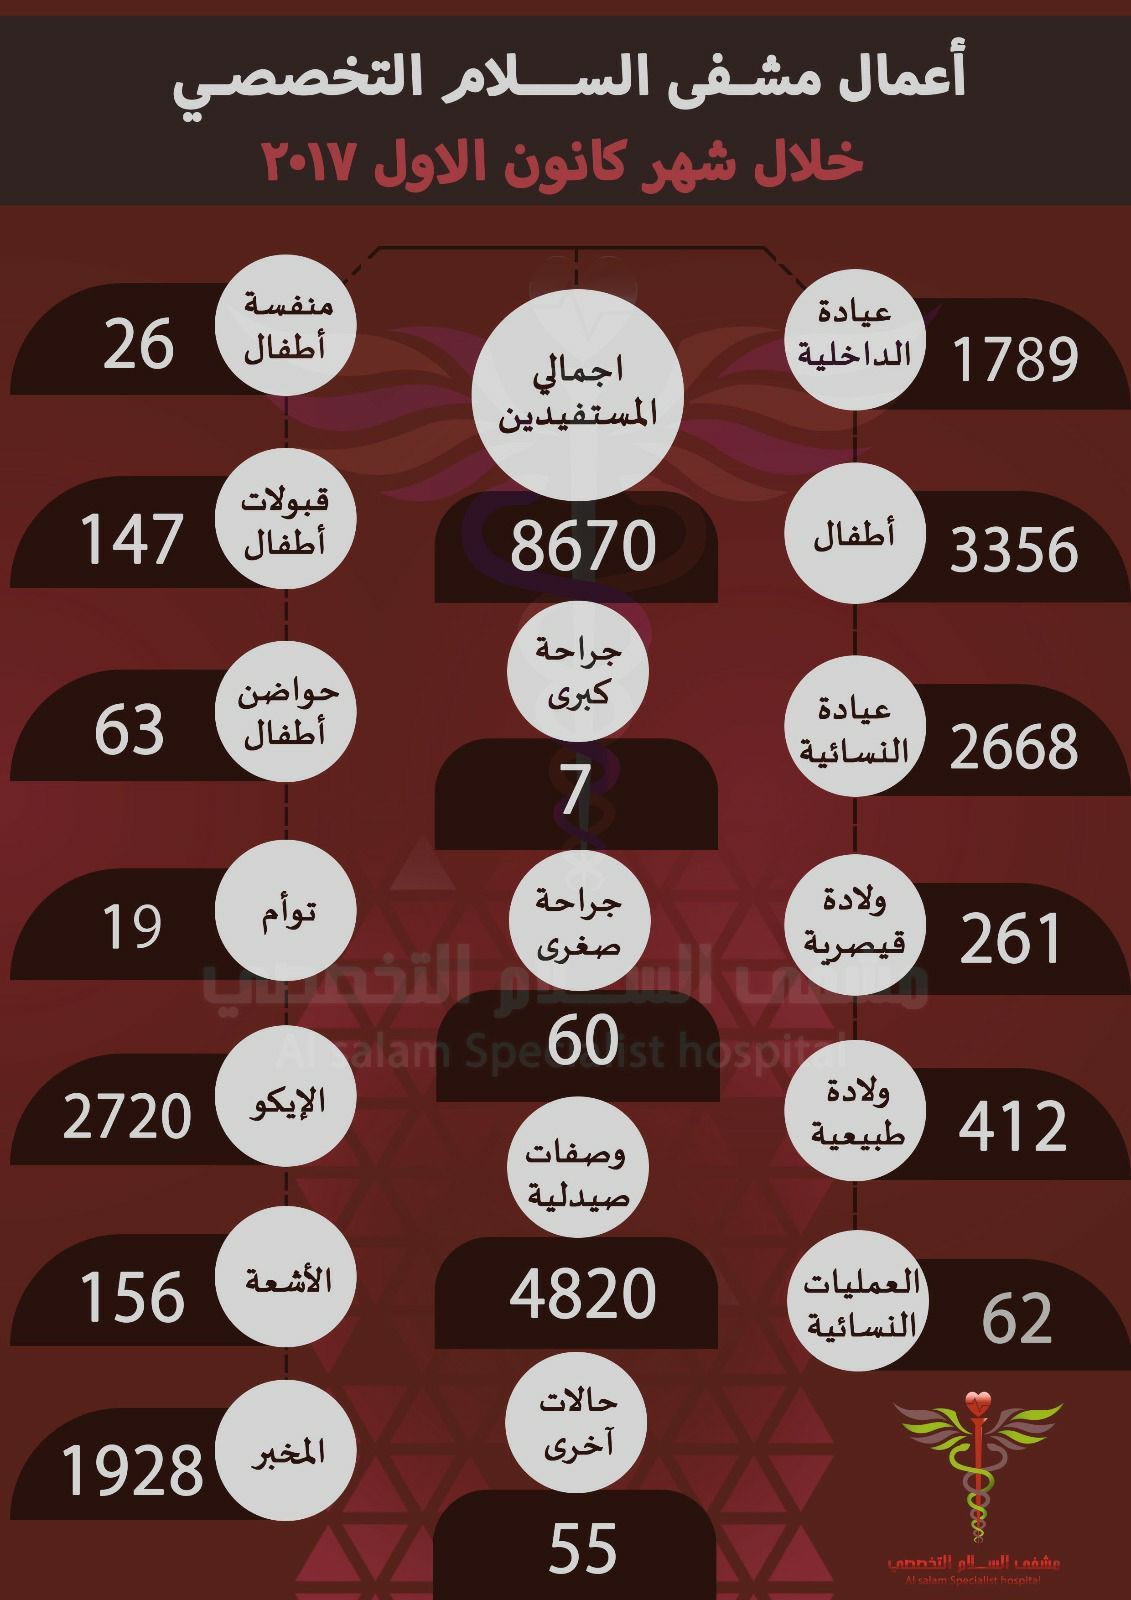 أعمال مشفى السلام التخصصي
خلال شهر كانون الاول ٢٠١٧
عيادة
الداخلية
1789
أطفال
3356
عيادة
النسائية
2668
ولادة
قيصرية
261
ولادة
طبيعية
412
العمليات
النسائية
62
اجمالي
المستفيدين
8670
جراحة
كبرى
7
جراحة
صغرى
60
وصفات
صيدلية
4820
حالات
آخرى
55
منفسة
أطفال
26
قبولات
أطفال
147
حواضن
أطفال
63
توأم
19
الإيكو
2720
الأشعة
156
المخبر
1928
مشفى السلام التخصصي
Al salam Specialist hospital
مشفى السلام التخصصي
Al salam Specialist hospital